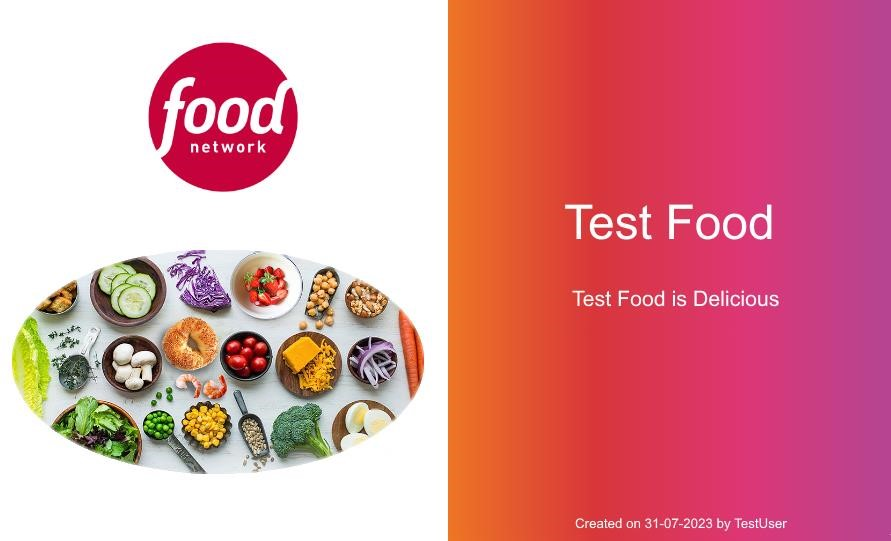 food
network
Test Food
Test Food is Delicious
Created on 31-07-2023 by TestUser